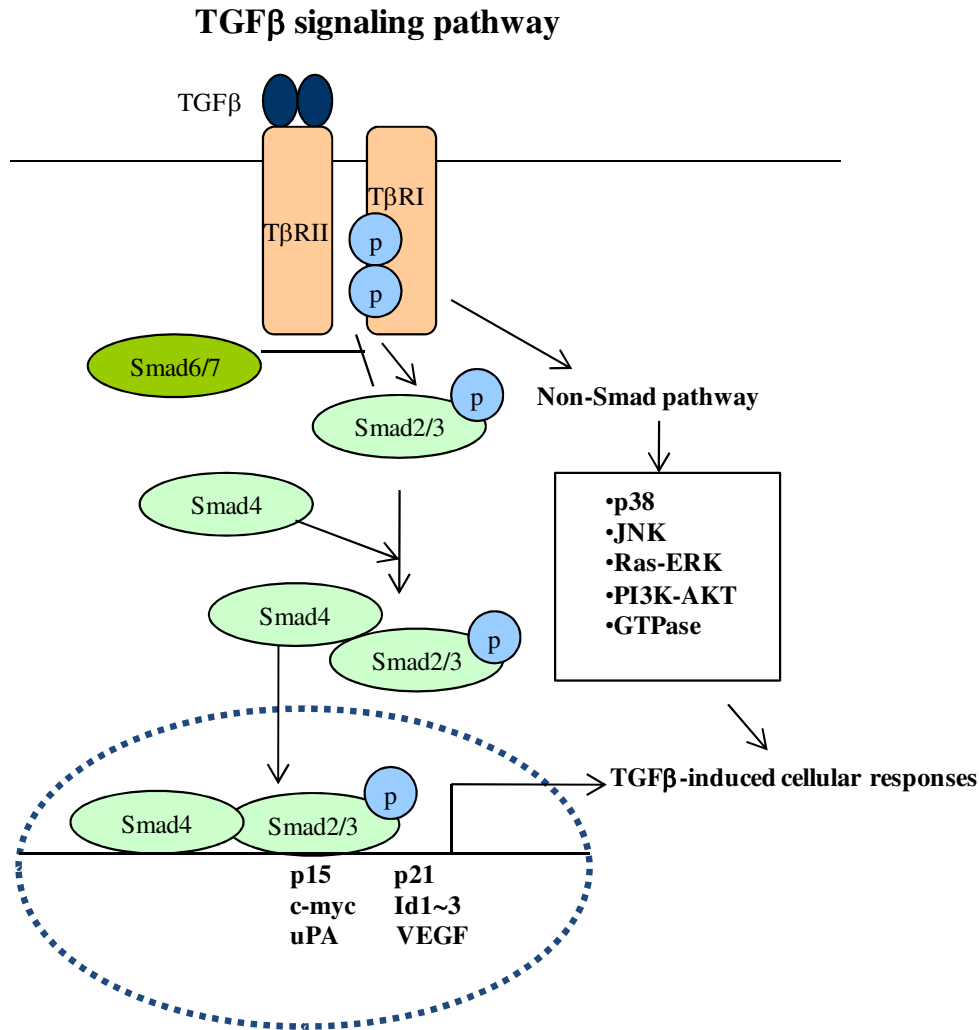 TGFβ signaling pathway
TGFβ
TβRI
TβRII
p
p
Smad6/7
p
Smad2/3
Non-Smad pathway
Smad4
•p38
•JNK
•Ras-ERK
•PI3K-AKT
•GTPase
Smad4
p
Smad2/3
TGFβ-induced cellular responses
p
Smad4
Smad2/3
p15 p21
c-myc Id1~3
uPA VEGF